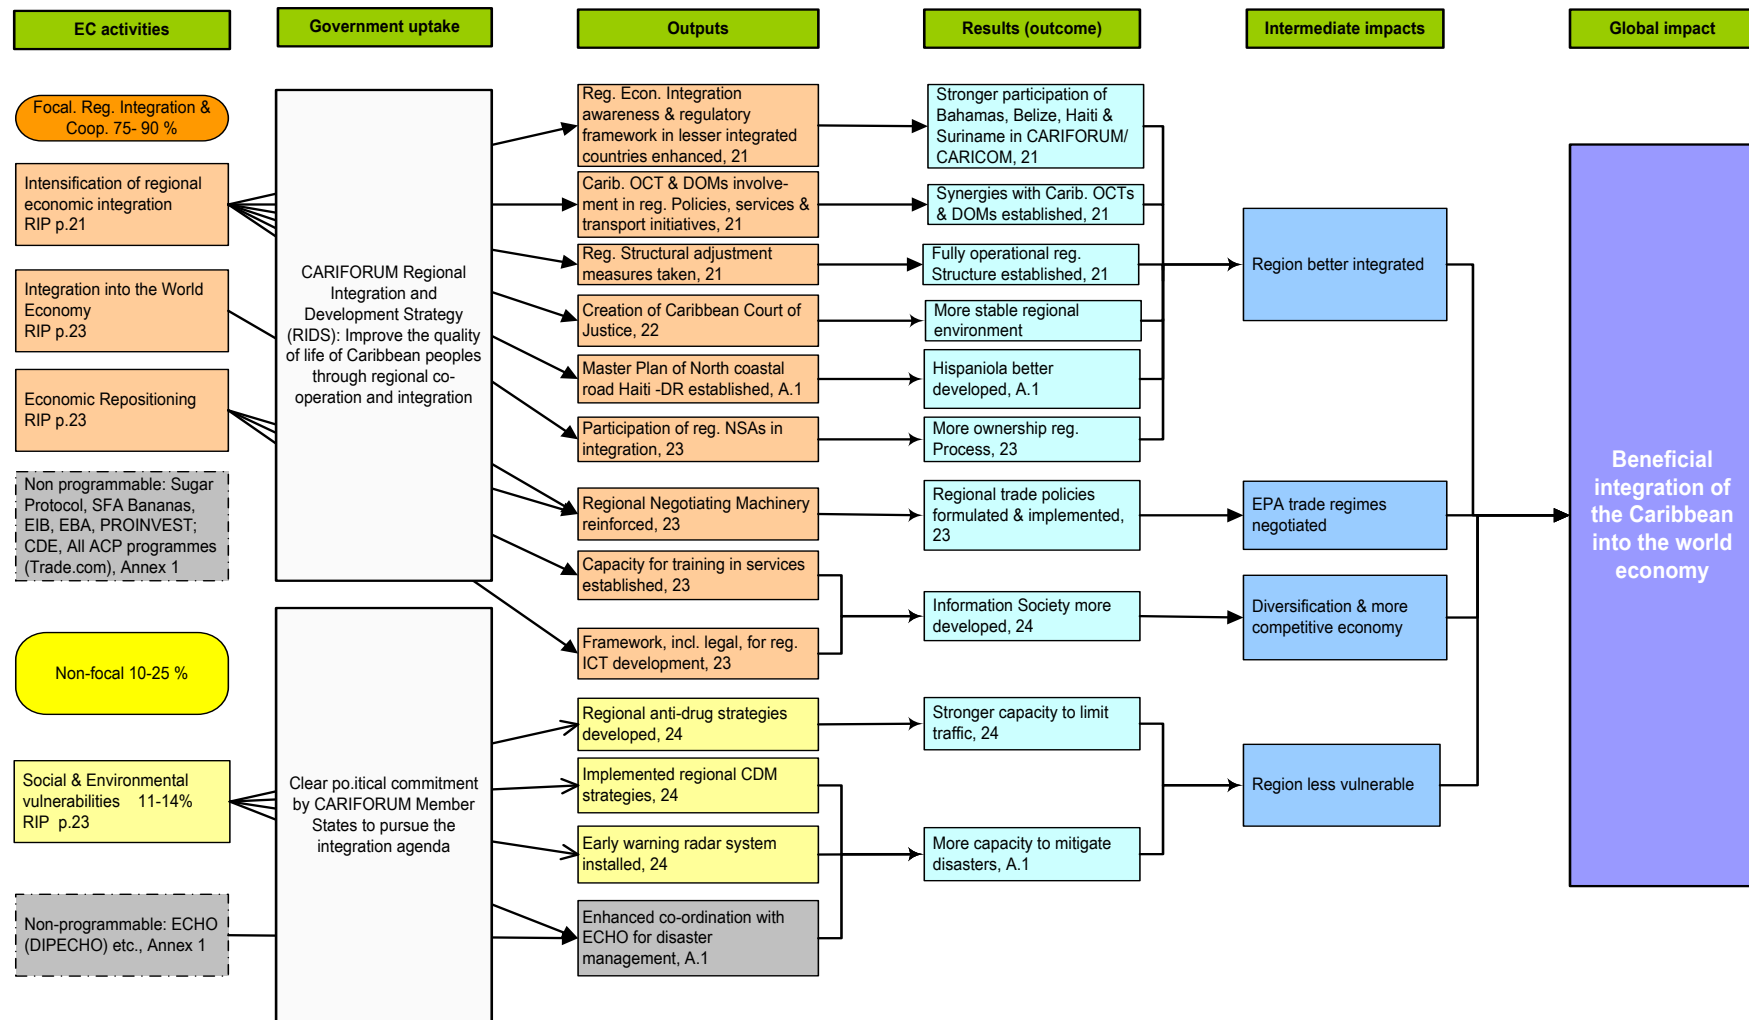 EC activities
Government uptake
Outputs
Results (outcome)
Intermediate impacts
Global impact
Focal. Reg. Integration &
Coop. 75- 90 %
Intensification of regional
economic integration
RIP p.21
Integration into the World
Economy
RIP p.23
Economic Repositioning
RIP p.23
Non programmable: Sugar
Protocol, SFA Bananas,
EIB, EBA, PROINVEST;
CDE, All ACP programmes
(Trade.com), Annex 1
Non-focal 10-25 %
Social & Environmental
vulnerabilities 11-14%
RIP p.23
Non-programmable: ECHO
(DIPECHO) etc., Annex 1
CARIFORUM Regional
Integration and
Development Strategy
(RIDS): Improve the quality
of life of Caribbean peoples
through regional co-
operation and integration
Clear po.itical commitment
by CARIFORUM Member
States to pursue the
integration agenda
Reg. Econ. Integration
awareness & regulatory
framework in lesser integrated
countries enhanced, 21
Carib. OCT & DOMs involve-
ment in reg. Policies, services &
transport initiatives, 21
Reg. Structural adjustment
measures taken, 21
Creation of Caribbean Court of
Justice, 22
Master Plan of North coastal
road Haiti -DR established, A.1
Participation of reg. NSAs in
integration, 23
Regional Negotiating Machinery
reinforced, 23
Capacity for training in services
established, 23
Framework, incl. legal, for reg.
ICT development, 23
Regional anti-drug strategies
developed, 24
Implemented regional CDM
strategies, 24
Early warning radar system
installed, 24
Enhanced co-ordination with
ECHO for disaster
management, A.1
Stronger participation of
Bahamas, Belize, Haiti &
Suriname in CARIFORUM/
CARICOM, 21
Synergies with Carib. OCTs
& DOMs established, 21
Fully operational reg.
Structure established, 21
More stable regional
environment
Hispaniola better
developed, A.1
More ownership reg.
Process, 23
Regional trade policies
formulated & implemented,
23
Information Society more
developed, 24
Stronger capacity to limit
traffic, 24
More capacity to mitigate
disasters, A.1
Region better integrated
EPA trade regimes
negotiated
Diversification & more
competitive economy
Region less vulnerable
Beneficial
integration of
the Caribbean
into the world
economy